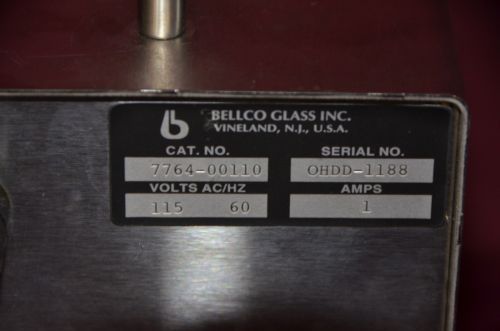 b BELLCO GLASS INC.
VINELAND, N.J., U.S.A.
CAT. NO. SERIAL NO.
7764-00110 OHDD-1188
VOLTS AC/HZ AMPS
115 60 1